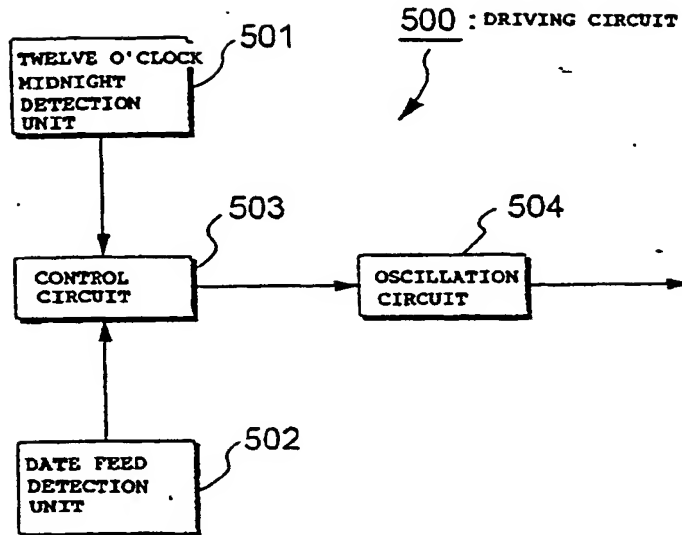 500 : DRIVING CIRCUIT
501
TWELVE O'CLOCK
MIDNIGHT
DETECTION
UNIT
503
CONTROL
CIRCUIT
504
OSCILLATION
CIRCUIT
502
DATE FEED
DETECTION
UNIT